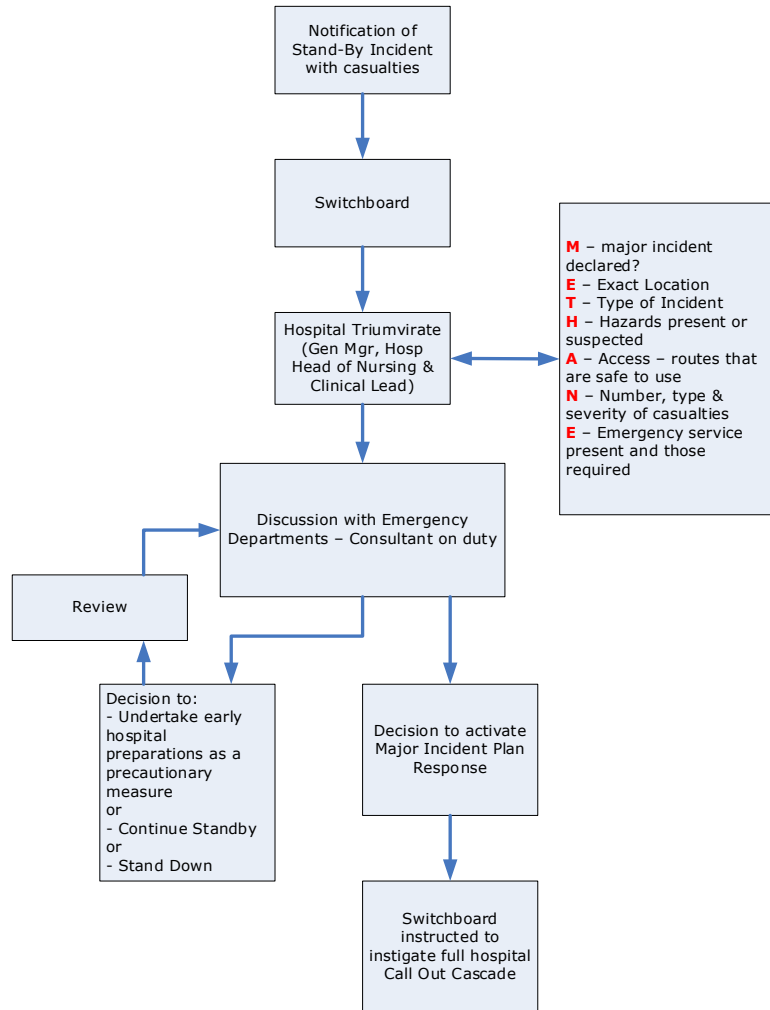 Notification of
Stand-By Incident
with casualties
Switchboard
M – major incident
declared?
E – Exact Location
T – Type of Incident
H – Hazards present or
suspected
A – Access – routes that
are safe to use
N – Number, type &
severity of casualties
E – Emergency service
present and those
required
Hospital Triumvirate
(Gen Mgr, Hosp
Head of Nursing &
Clinical Lead)
Discussion with Emergency
Departments – Consultant on duty
Review
Decision to:
- Undertake early
hospital
preparations as a
precautionary
measure
or
- Continue Standby
or
- Stand Down
Decision to activate
Major Incident Plan
Response
Switchboard
instructed to
instigate full hospital
Call Out Cascade